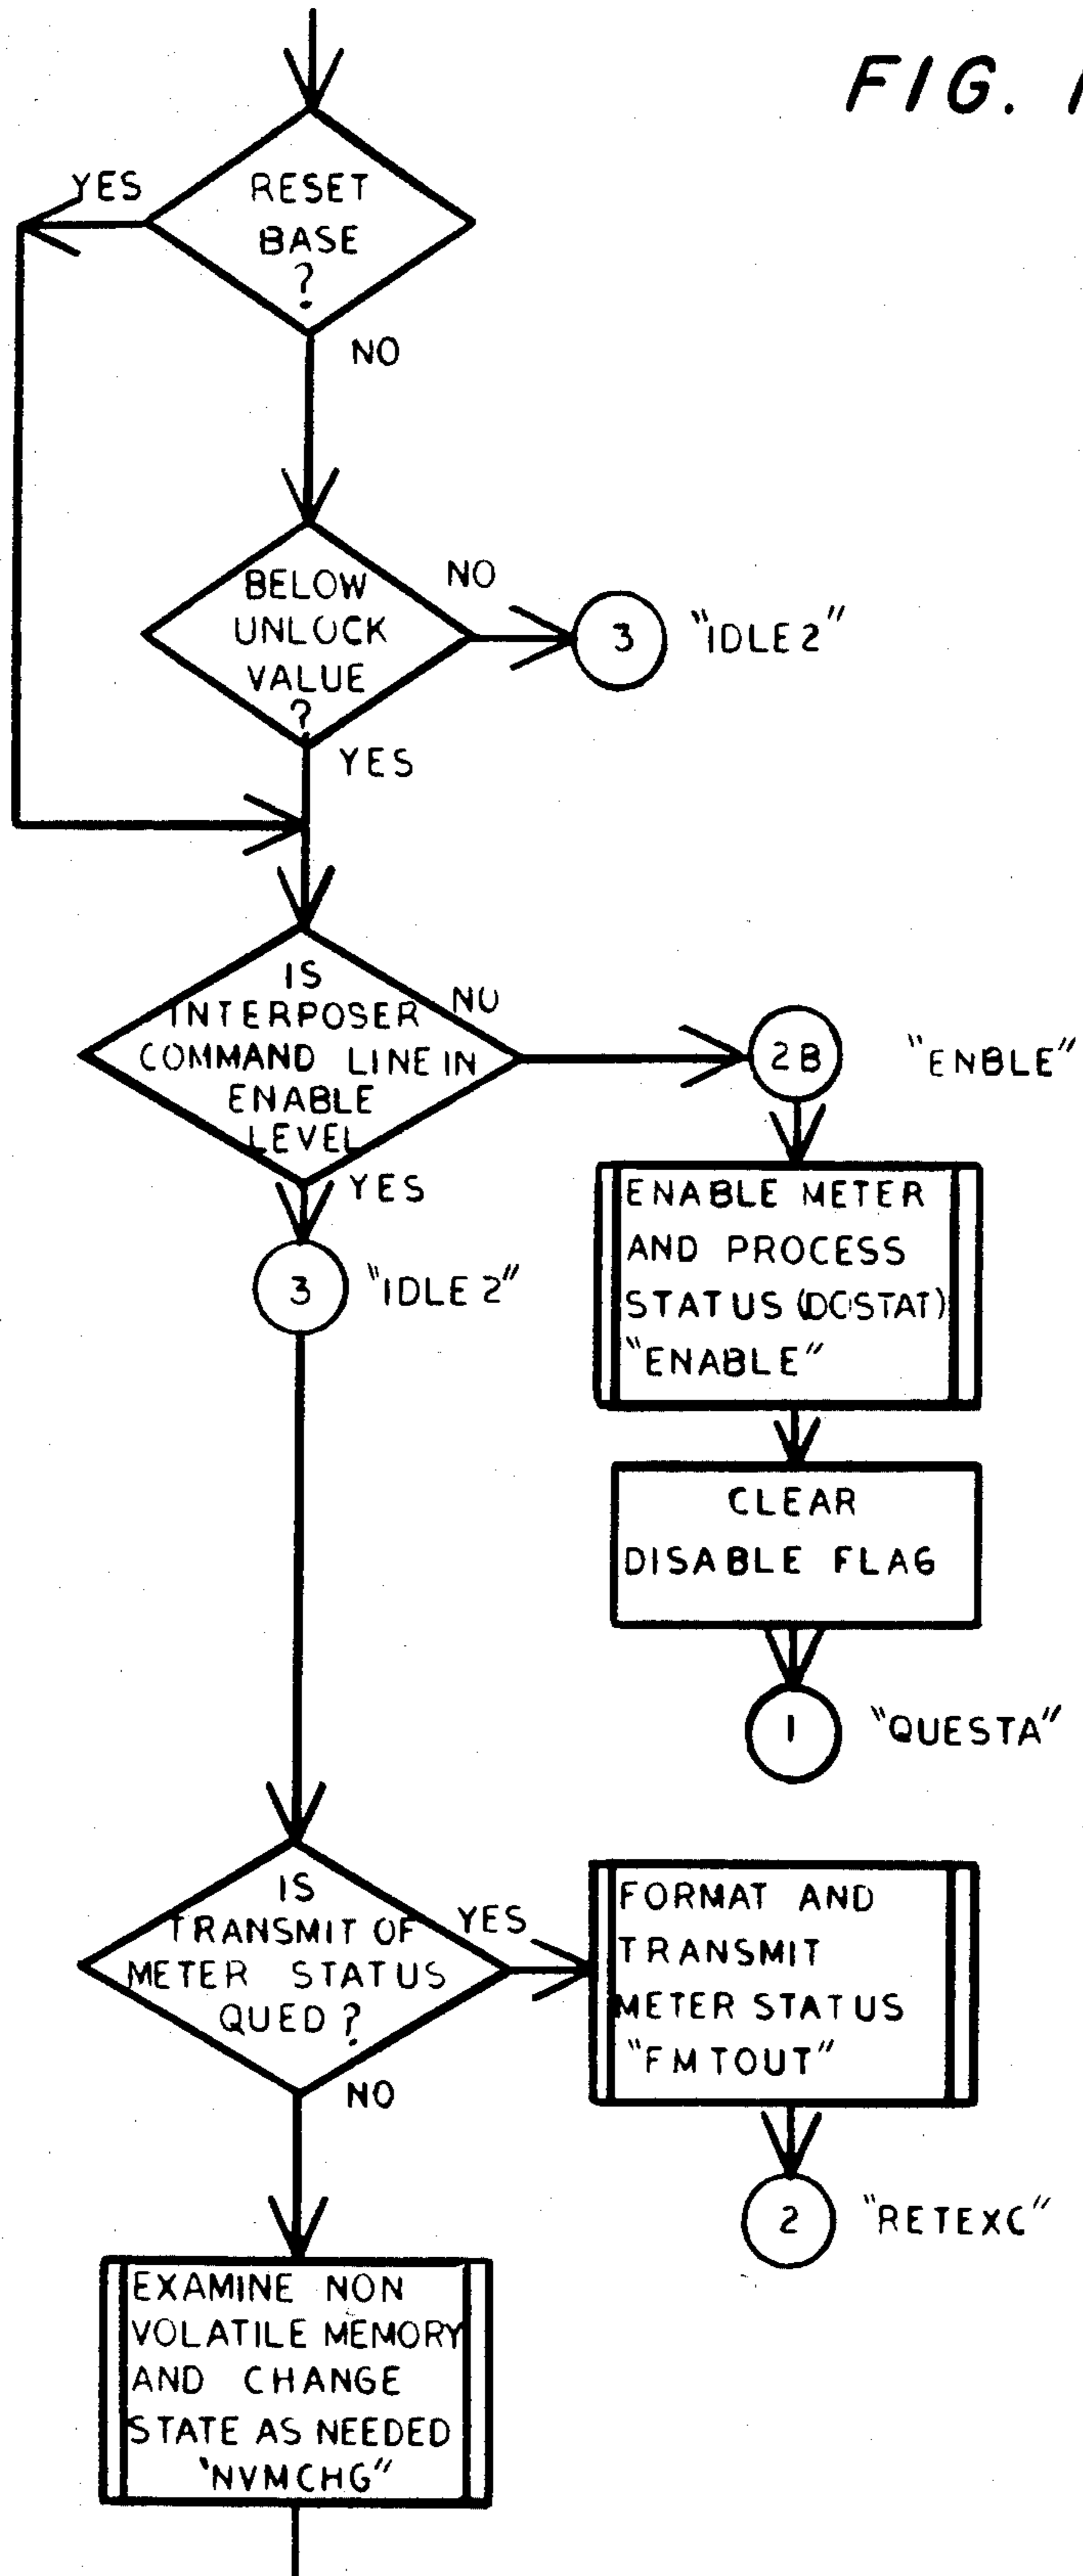 FIG. 1
YES
RESET
BASE
?
NO
BELOW
UNLOCK
VALUE
?
NO
3
"IDLE 2"
YES
IS
INTERPOSER
COMMAND LINE IN
ENABLE
LEVEL
NO
2B
"ENBLE"
YES
3
"IDLE 2"
ENABLE METER
AND PROCESS
STATUS (DCSTAT)
"ENABLE"
CLEAR
DISABLE FLAG
1
"QUESTA"
IS
TRANSMIT OF
METER STATUS
QUED ?
YES
NO
FORMAT AND
TRANSMIT
METER STATUS
"FMTOUT"
2
"RETEXC"
EXAMINE NON
VOLATILE MEMORY
AND CHANGE
STATE AS NEEDED
'NVMCHG"